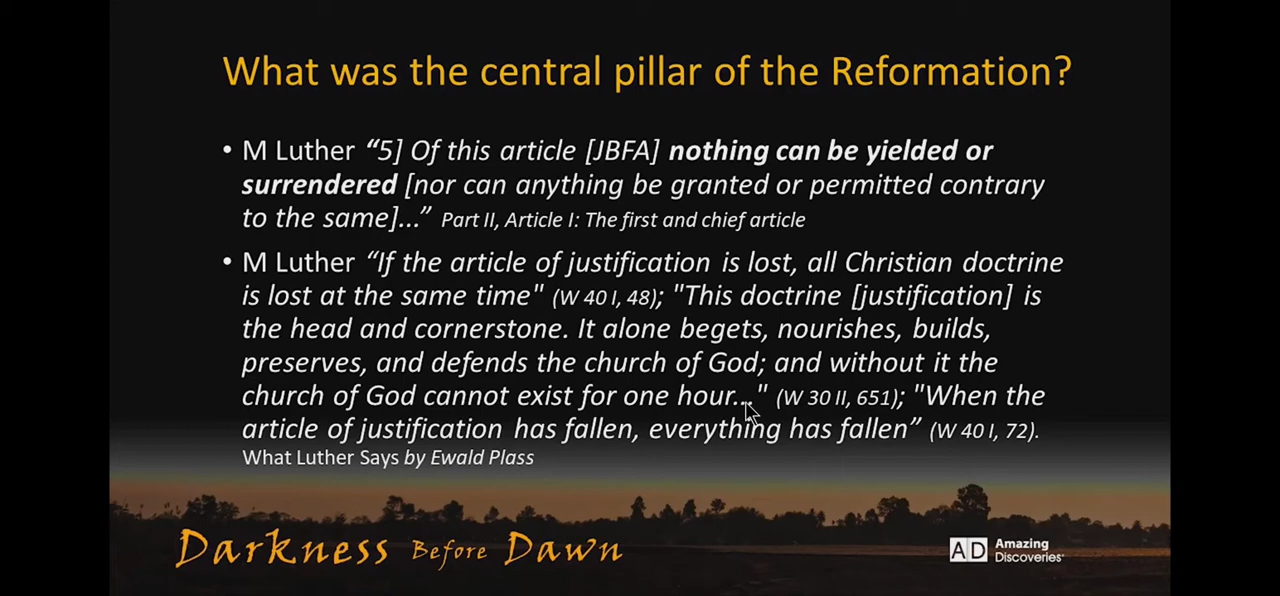 What was the central pillar of the Reformation?
• M Luther “5] Of this article [JBFA] nothing can be yielded or
surrendered [nor can anything be granted or permitted contrary
to the same]...” Part II, Article I: The first and chief article
• M Luther “If the article of justification is lost, all Christian doctrine
is lost at the same time" (W 40 I, 48); "This doctrine [justification] is
the head and cornerstone. It alone begets, nourishes, builds,
preserves, and defends the church of God; and without it the
church of God cannot exist for one hour..." (W 30 II, 651); "When the
article of justification has fallen, everything has fallen” (W 40 I, 72).
What Luther Says by Ewald Plass
Darkness Before Dawn
AD Amazing
Discoveries